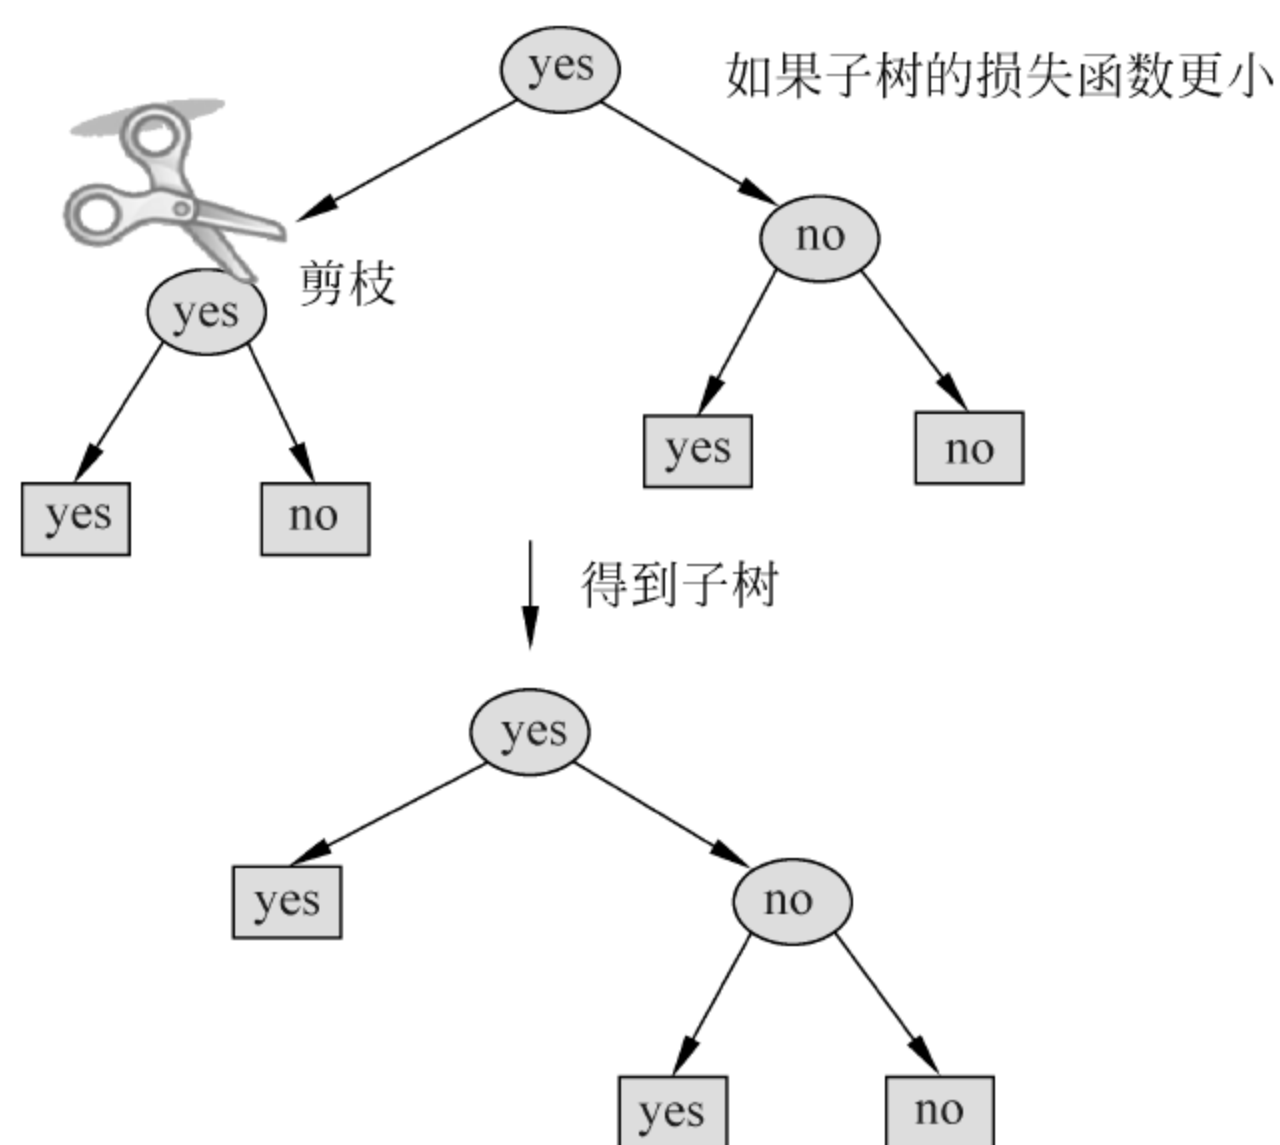 yes
如果子树的损失函数更小
no
剪枝
yes
yes
no
yes
no
得到子树
yes
yes
no
yes
no